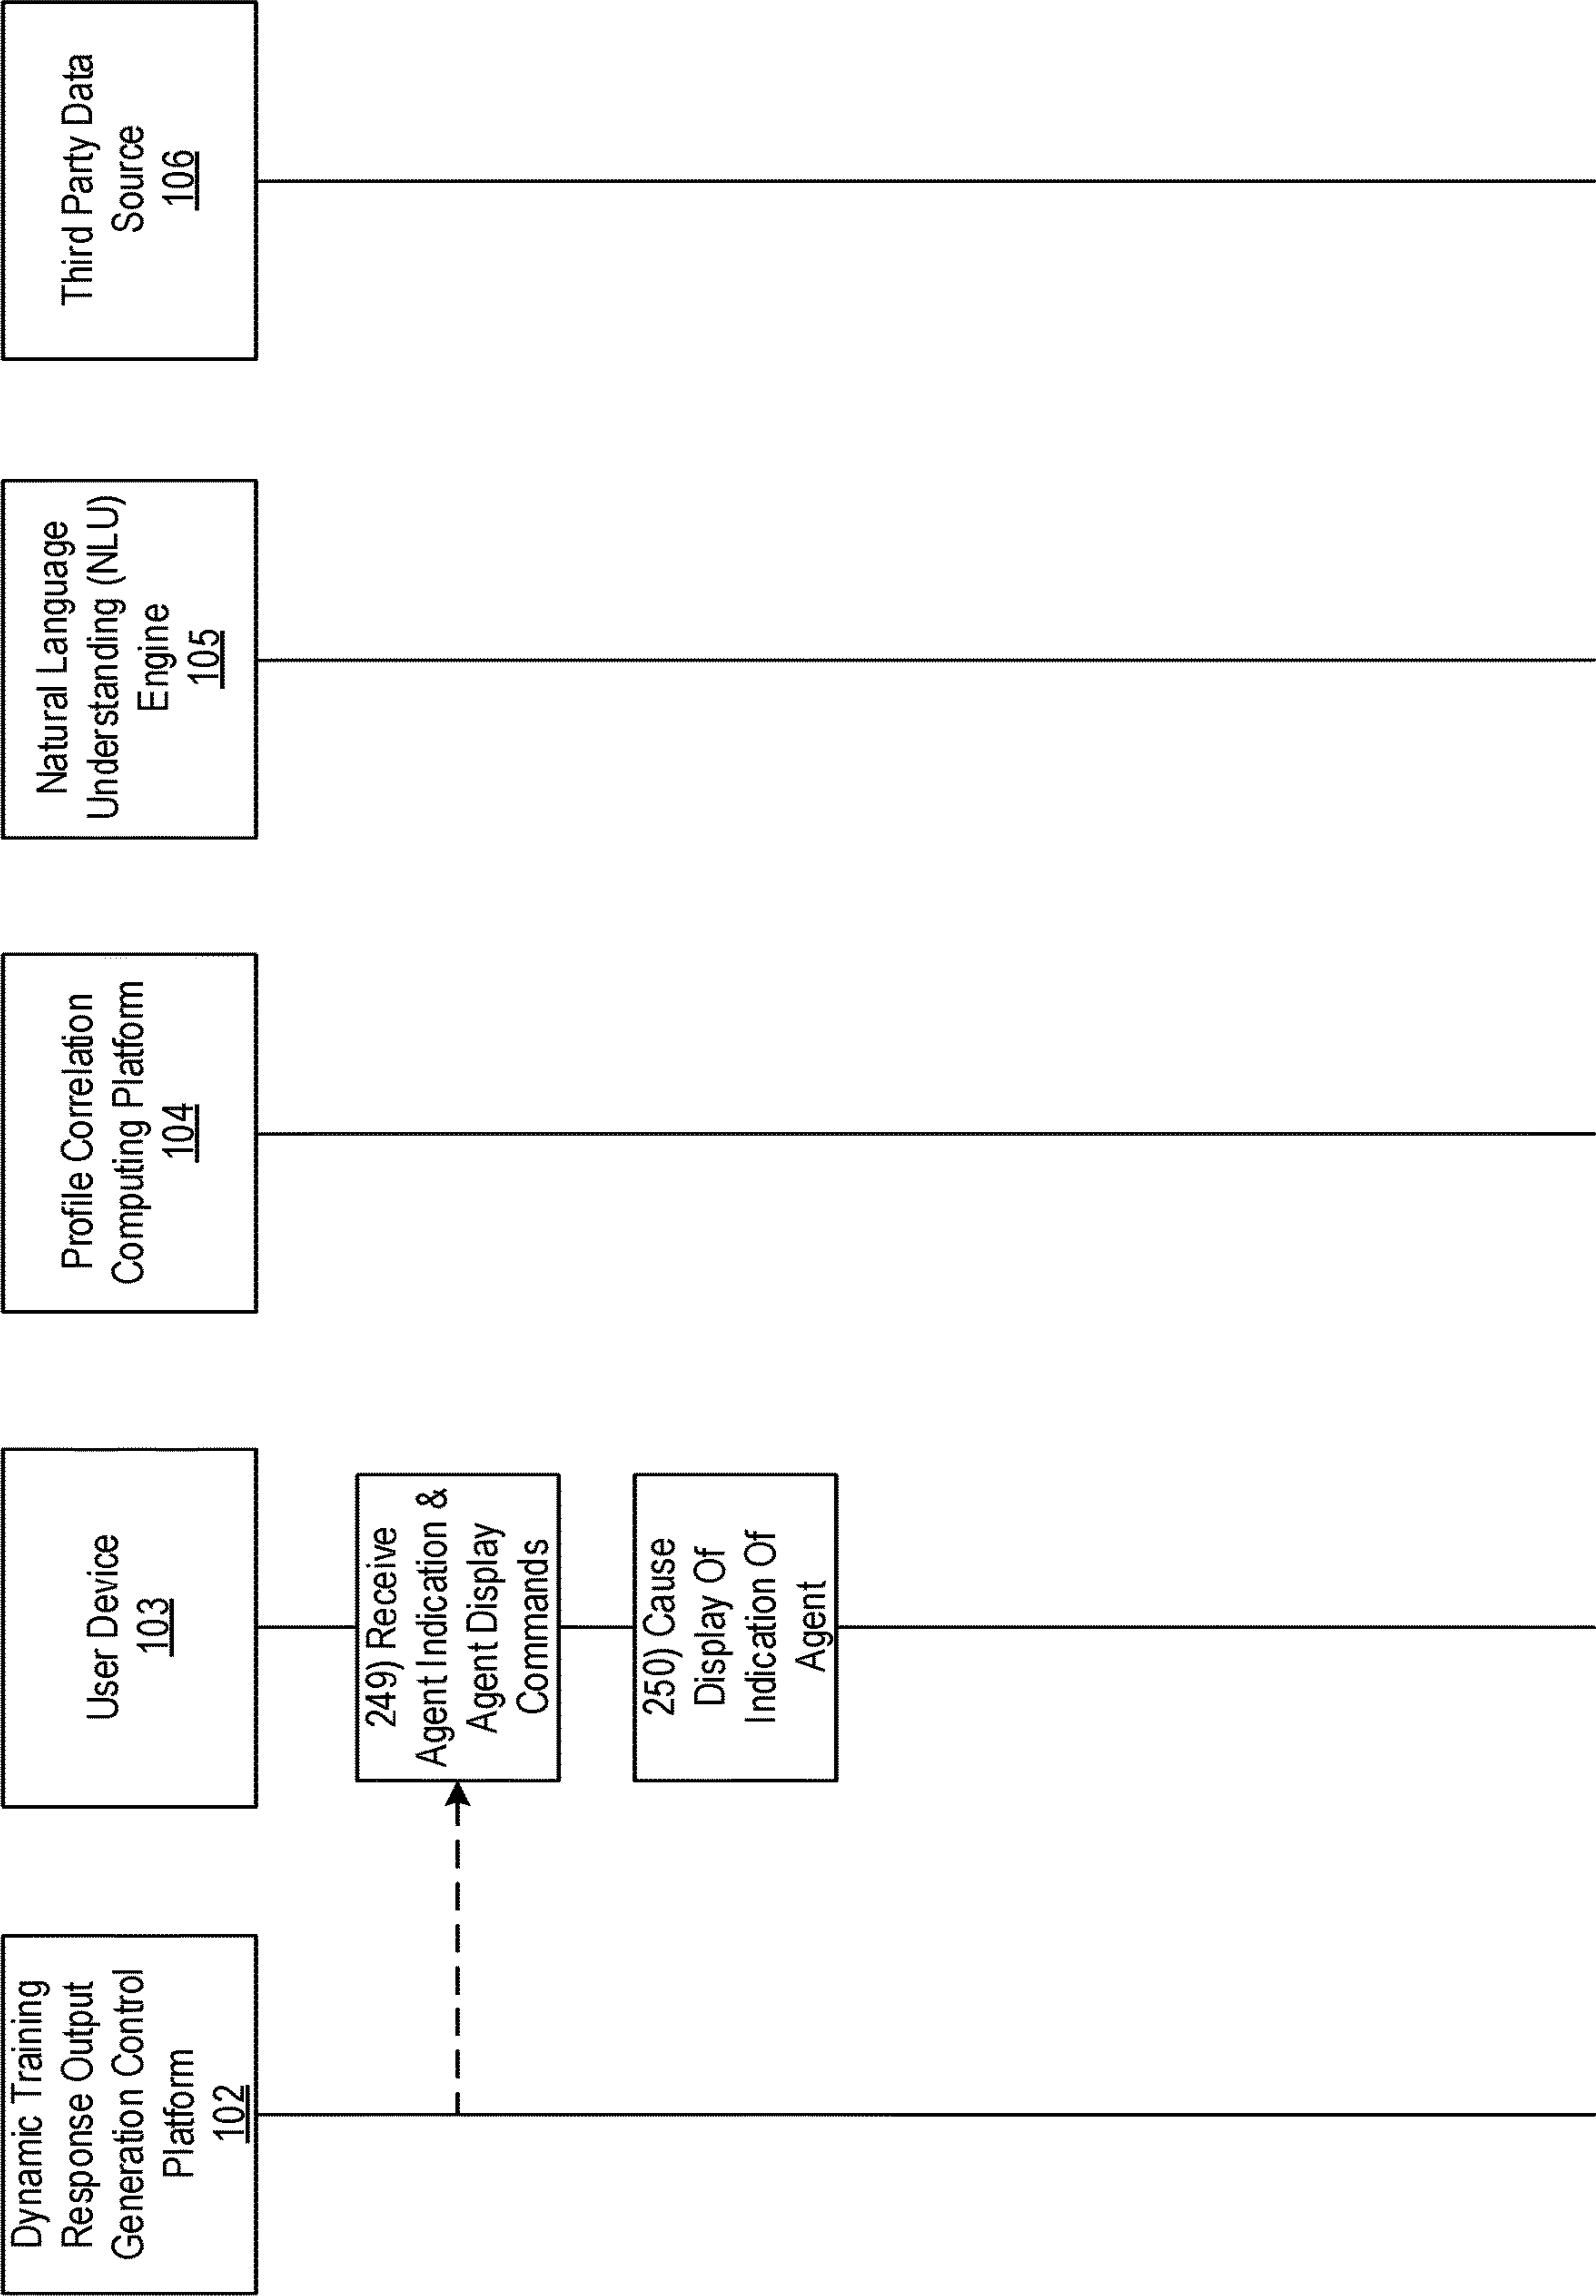 Dynamic Training
Response Output
Generation Control
Platform
102
User Device
103
Profile Correlation
Computing Platform
104
Natural Language
Understanding (NLU)
Engine
105
Third Party Data
Source
106
249) Receive
Agent Indication &
Agent Display
Commands
250) Cause
Display Of
Indication Of
Agent